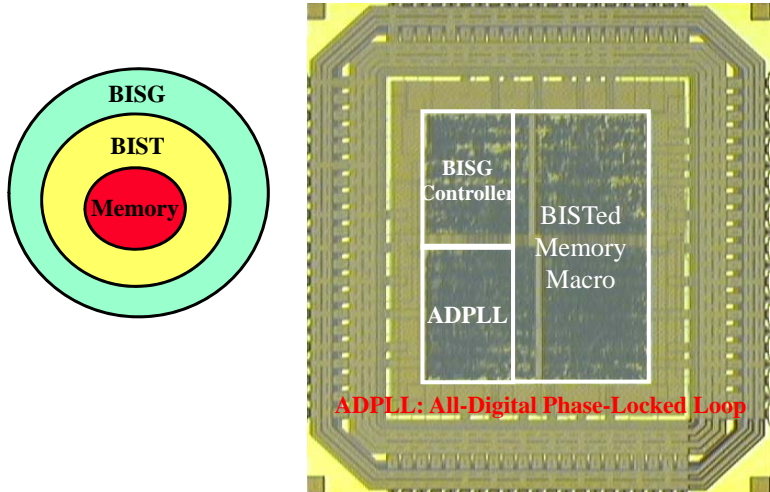 BISG
BIST
Memory
BISG
Controller
BISTed
Memory
Macro
ADPLL
ADPLL: All-Digital Phase-Locked Loop